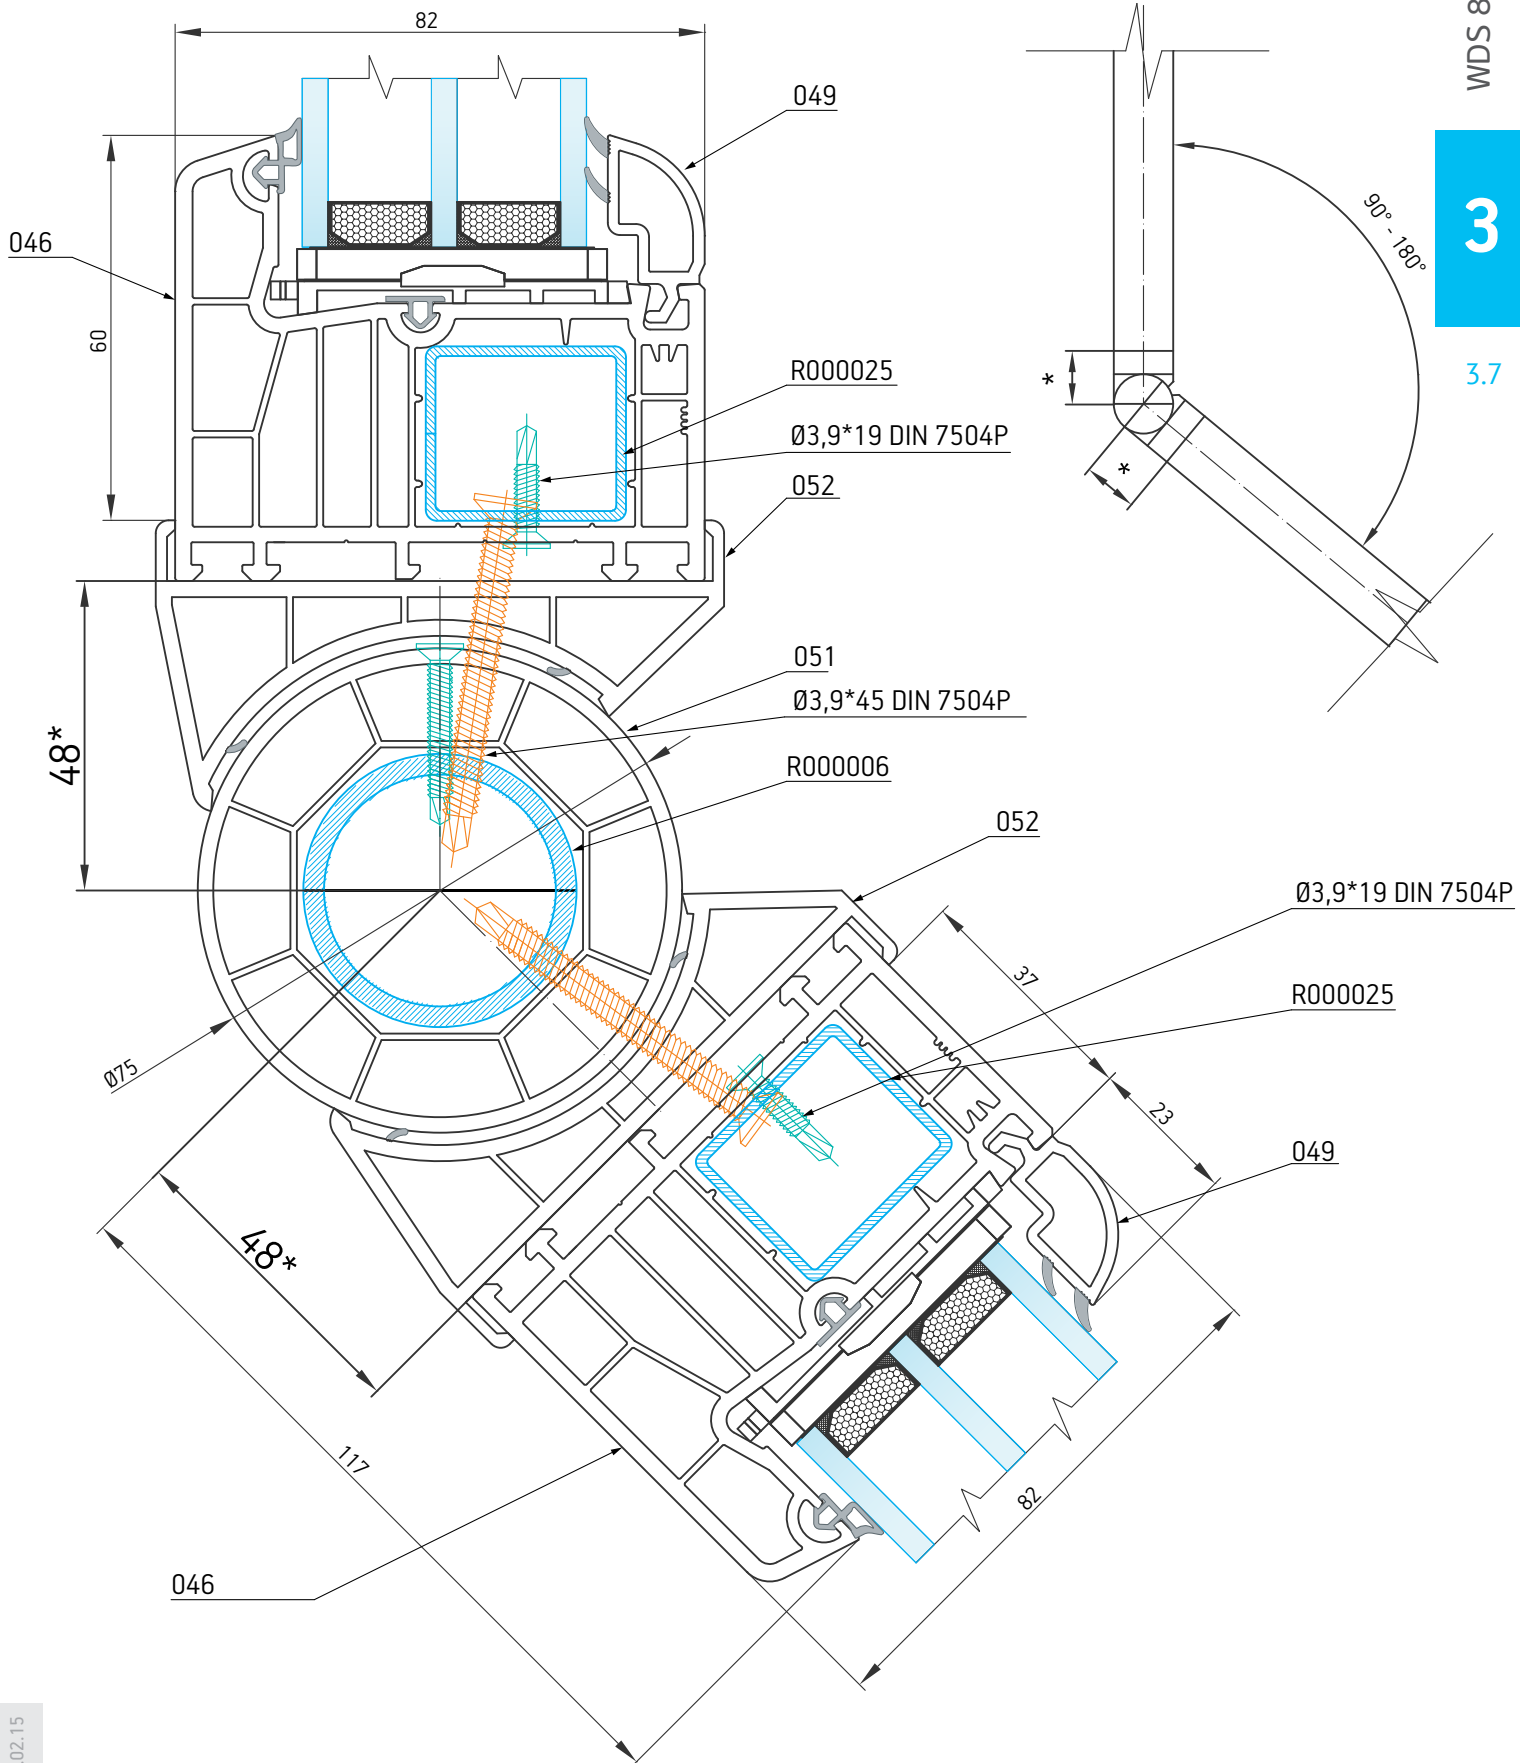 82
WDS 8
049
3
90° - 180°
046
60
3.7
R000025
*
Ø3,9*19 DIN 7504P
*
052
051
Ø3,9*45 DIN 7504P
48*
R000006
052
Ø3,9*19 DIN 7504P
37
R000025
Ø75
23
049
48*
117
82
046
.02.15